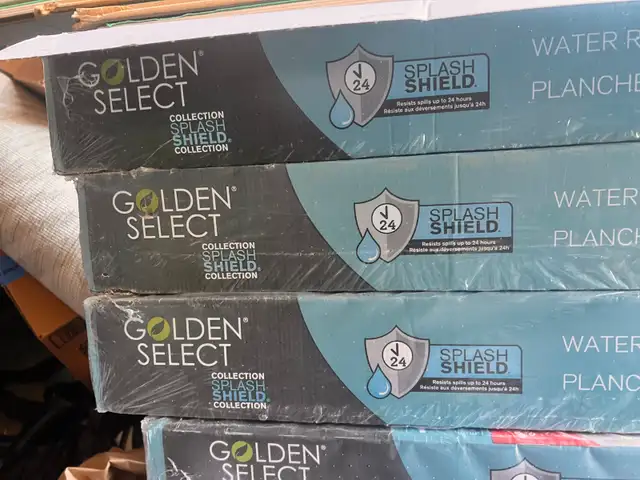 GOLDEN
SELECT
COLLECTION
SPLASH
SHIELD.
COLLECTION
24
SPLASH
SHIELD.
Resists spills up to 24 hours
Résiste aux déversements jusqu'à 24h
WATER R
PLANCHE
GOLDEN
SELECT
COLLECTION
SPLASH
SHIELD.
COLLECTION
24
SPLASH
SHIELD.
Resists spills up to 24 hours
Résiste aux déversements jusqu'à 24h
WATER
PLANCH
GOLDEN
SELECT
COLLECTION
SPLASH
SHIELD.
COLLECTION
24
SPLASH
SHIELD.
Resists spills up to 24 hours
Résiste aux déversements jusqu'à 24h
WATER
PLANC
GOLDEN
SELECT
SPLASH